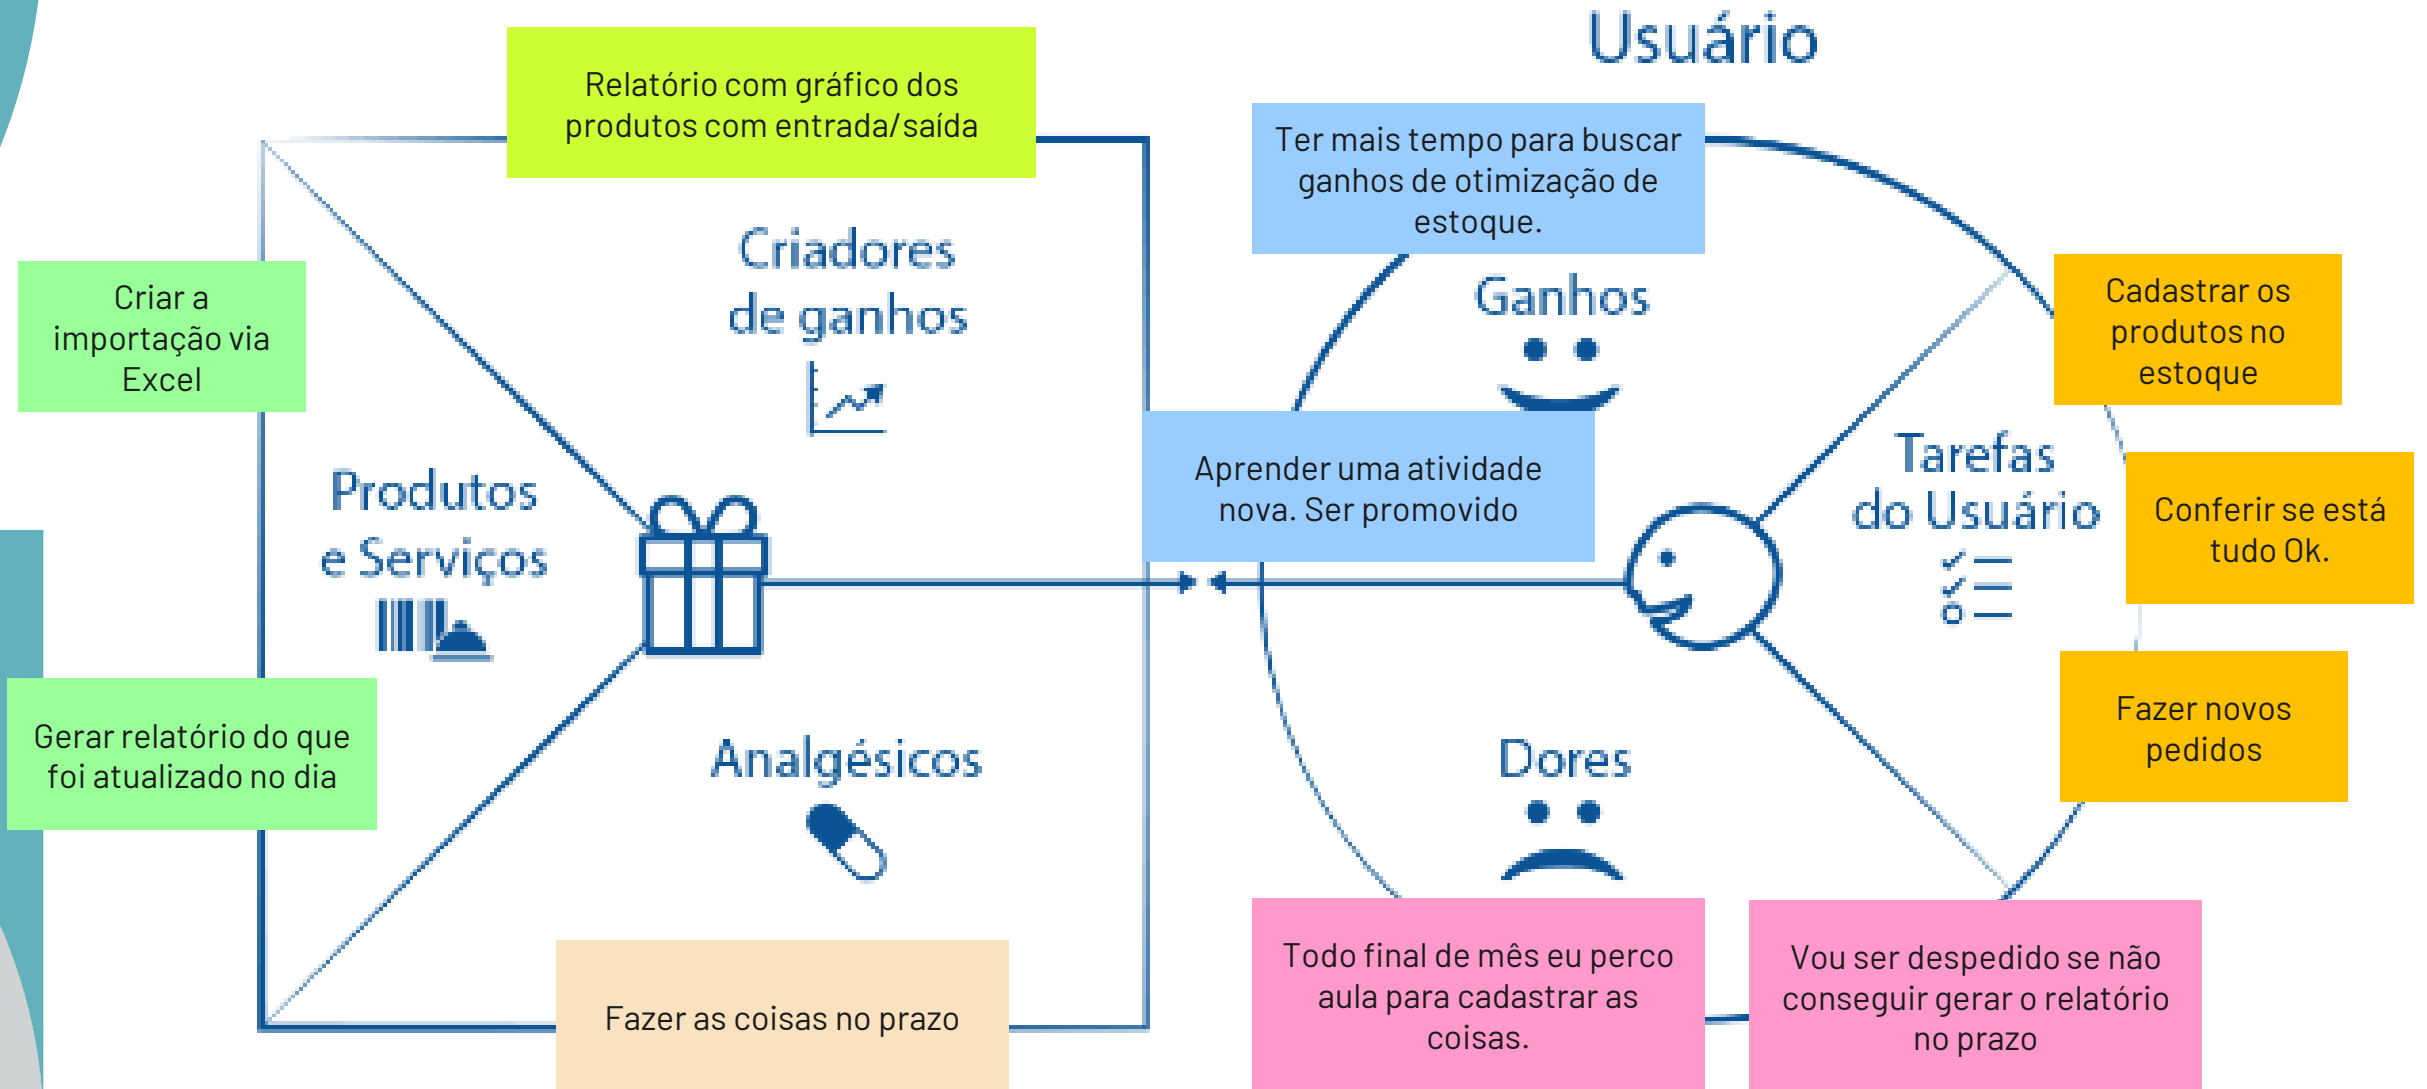 Usuário
Relatório com gráfico dos
produtos com entrada/saída
Ter mais tempo para buscar
ganhos de otimização de
estoque.
Criadores
de ganhos
Criar a
importação via
Excel
Ganhos
Cadastrar os
produtos no
estoque
Produtos
e Serviços
Aprender uma atividade
nova. Ser promovido
Tarefas
do Usuário
Conferir se está
tudo Ok.
Gerar relatório do que
foi atualizado no dia
Analgésicos
Dores
Fazer novos
pedidos
Fazer as coisas no prazo
Todo final de mês eu perco
aula para cadastrar as
coisas.
Vou ser despedido se não
conseguir gerar o relatório
no prazo